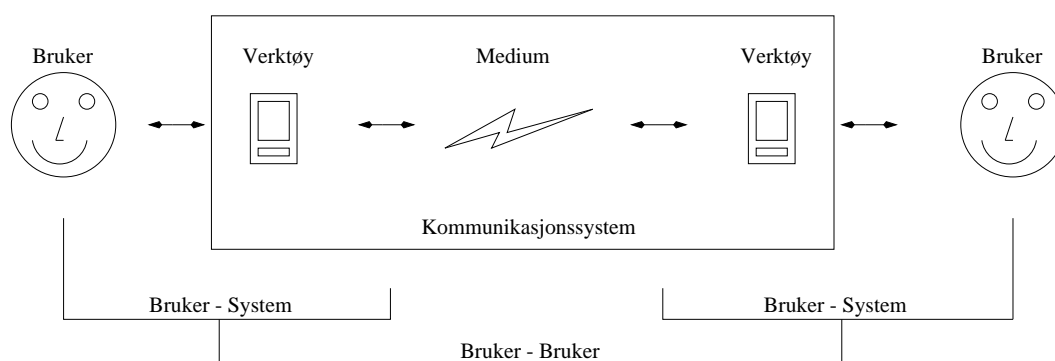 Bruker
Verktøy
Medium
Verktøy
Bruker
Kommunikasjonssystem
Bruker - System
Bruker - System
Bruker - Bruker